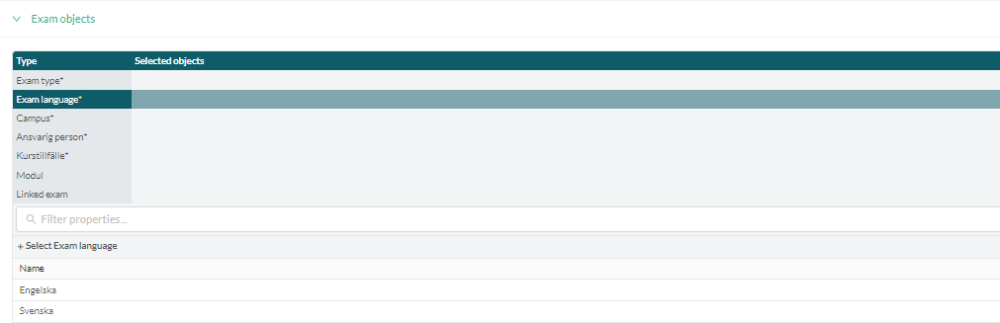 Exam objects
Type Selected objects
Exam type*
Exam language*
Campus*
Ansvarig person*
Kurstillfälle*
Modul
Linked exam
Filter properties...
+ Select Exam language
Name
Engelska
Svenska